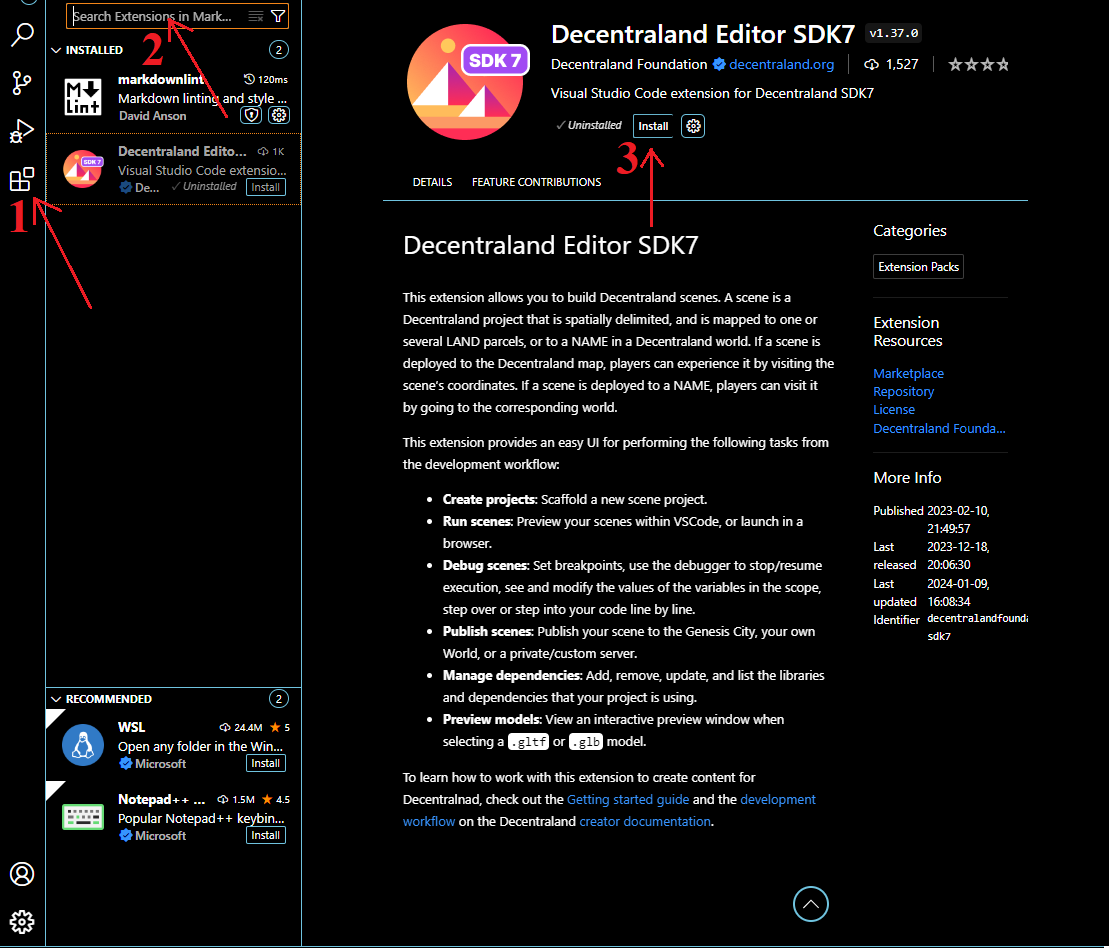 Search Extensions in Mark...
2
INSTALLED
2
markdownlint
120ms
Markdown linting and style ...
David Anson
Decentraland Edito...
1K
Visual Studio Code extensio...
De...
Uninstalled
Install
1
RECOMMENDED
2
WSL
24.4M
5
Open any folder in the Win...
Microsoft
Install
Notepad++ ...
1.5M
4.5
Popular Notepad++ keybin...
Microsoft
Install
M
Lint
SDK 7
SDK 7
Decentraland Editor SDK7
v1.37.0
Decentraland Foundation
decentraland.org
1,527
Visual Studio Code extension for Decentraland SDK7
Uninstalled
Install
3
DETAILS
FEATURE CONTRIBUTIONS
Decentraland Editor SDK7
This extension allows you to build Decentraland scenes. A scene is a
Decentraland project that is spatially delimited, and is mapped to one or
several LAND parcels, or to a NAME in a Decentraland world. If a scene is
deployed to the Decentraland map, players can experience it by visiting the
scene's coordinates. If a scene is deployed to a NAME, players can visit it
by going to the corresponding world.
This extension provides an easy UI for performing the following tasks from
the development workflow:
• Create projects: Scaffold a new scene project.
• Run scenes: Preview your scenes within VSCode, or launch in a
browser.
• Debug scenes: Set breakpoints, use the debugger to stop/resume
execution, see and modify the values of the variables in the scope,
step over or step into your code line by line.
• Publish scenes: Publish your scene to the Genesis City, your own
World, or a private/custom server.
• Manage dependencies: Add, remove, update, and list the libraries
and dependencies that your project is using.
• Preview models: View an interactive preview window when
selecting a .gltf or .glb model.
To learn how to work with this extension to create content for
Decentralnad, check out the Getting started guide and the development
workflow on the Decentraland creator documentation.
Categories
Extension Packs
Extension
Resources
Marketplace
Repository
License
Decentraland Founda...
More Info
Published 2023-02-10,
21:49:57
Last 2023-12-18,
released 20:06:30
Last 2024-01-09,
updated 16:08:34
Identifier decentralandfounda
sdk7